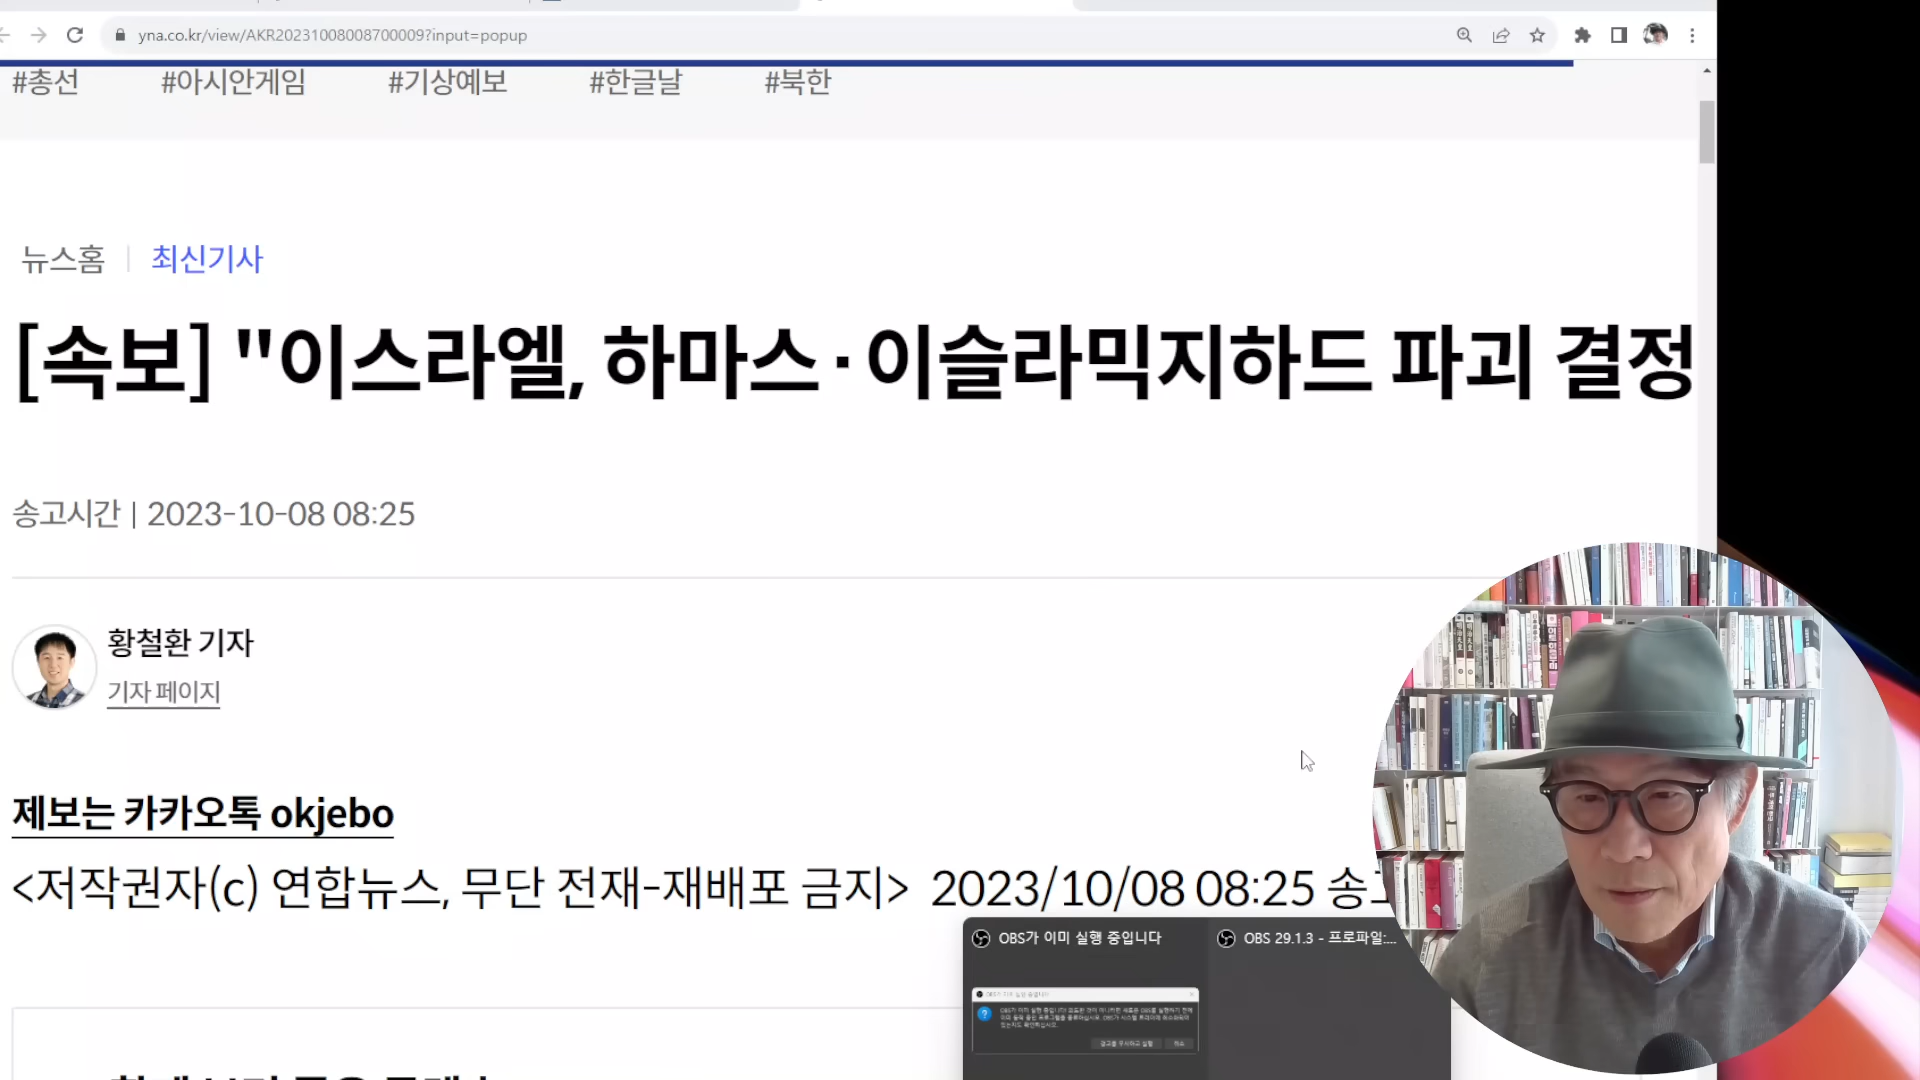 yna.co.kr/view/AKR20231008008700009?input=popup
#총선 #아시안게임 #기상예보 #한글날 #북한
뉴스홈 | 최신기사
[속보] "이스라엘, 하마스·이슬라믹지하드 파괴 결정
송고시간 | 2023-10-08 08:25
황철환 기자
기자 페이지
제보는 카카오톡 okjebo
<저작권자(c) 연합뉴스, 무단 전재-재배포 금지> 2023/10/08 08:25 송
OBS가 이미 실행 중입니다
OBS 29.1.3 - 프로파일:...